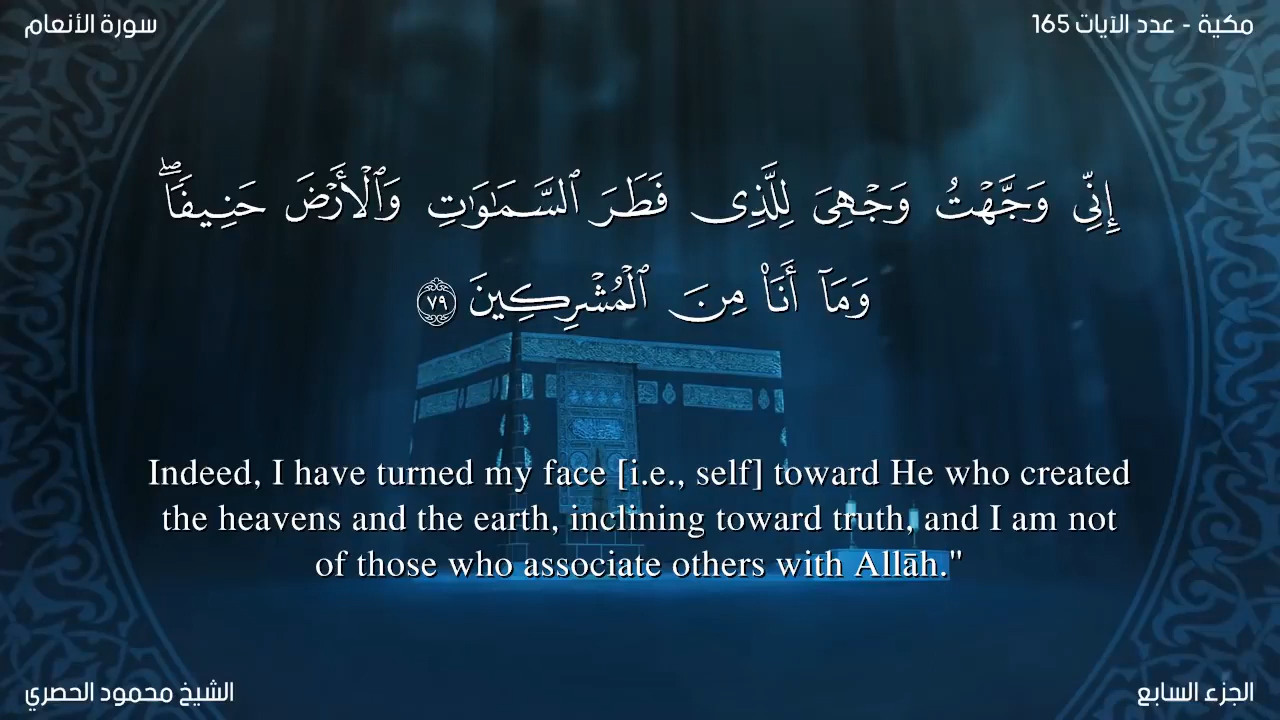 سورة الأنعام
مكية - عدد الآيات 165
إِنِّي وَجَّهۡتُ وَجۡهِيَ لِلَّذِي فَطَرَ ٱلسَّمَٰوَٰتِ وَٱلۡأَرۡضَ حَنِيفٗاۖ
وَمَآ أَنَا۠ مِنَ ٱلۡمُشۡرِكِينَ ٧٩
Indeed, I have turned my face [i.e., self] toward He who created
the heavens and the earth, inclining toward truth, and I am not
of those who associate others with Allāh."
الشيخ محمود الحصري
الجزء السابع